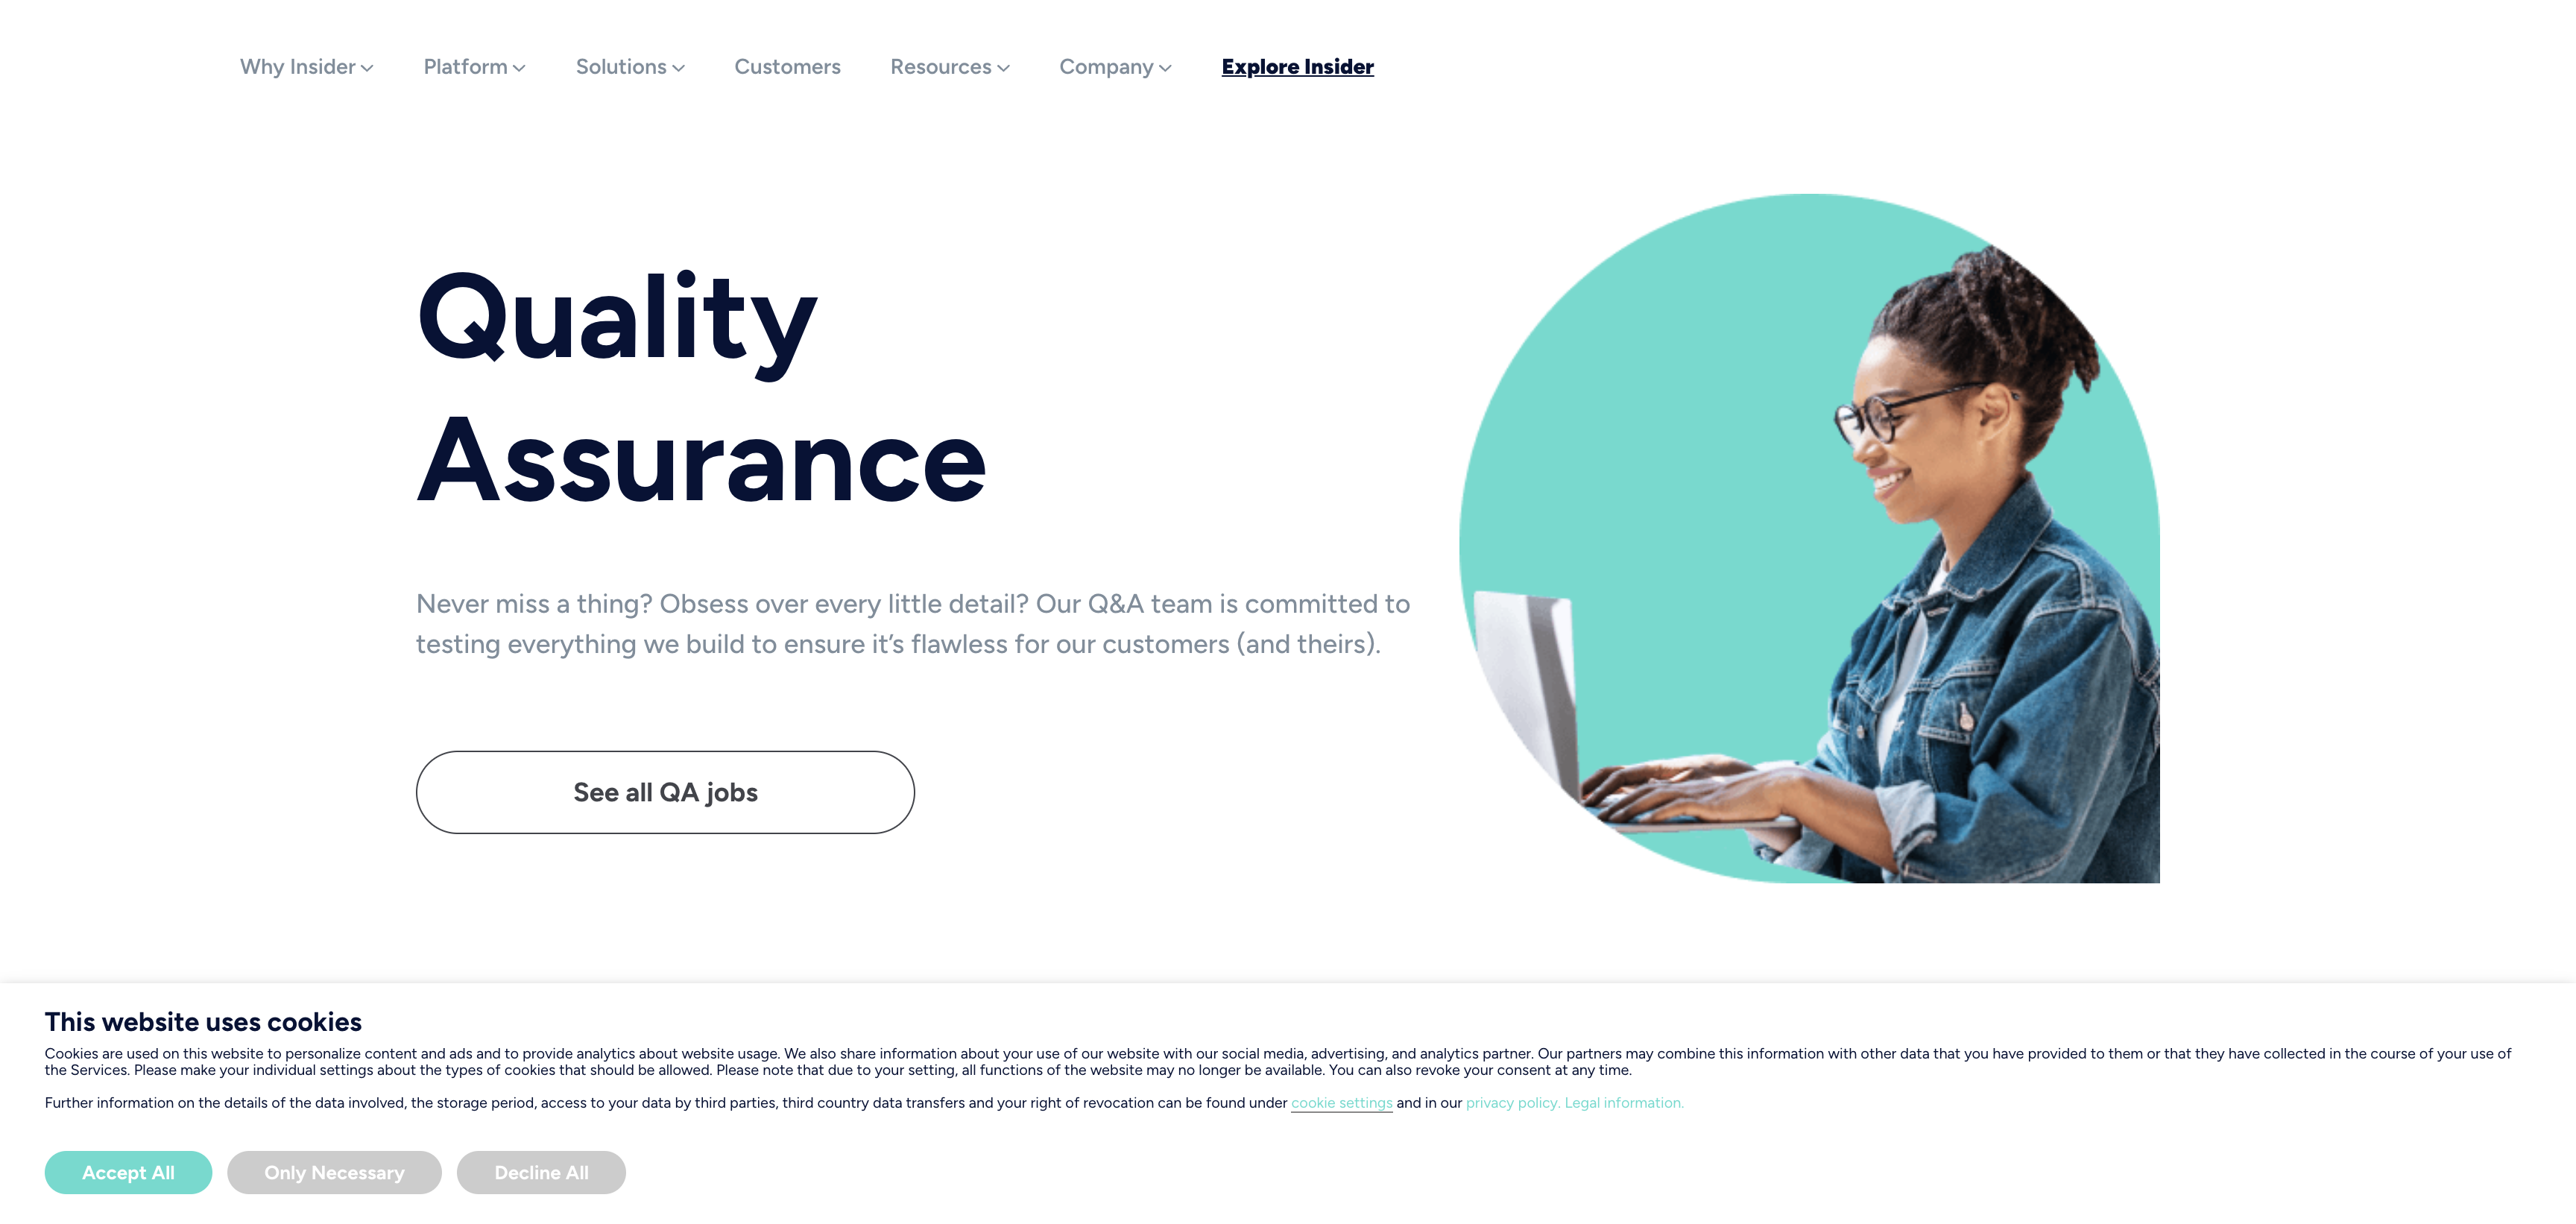 Why Insider
Platform
Solutions
Customers
Resources
Company
Explore Insider
Quality
Assurance
Never miss a thing? Obsess over every little detail? Our Q&A team is committed to
testing everything we build to ensure it’s flawless for our customers (and theirs).
See all QA jobs
This website uses cookies
Cookies are used on this website to personalize content and ads and to provide analytics about website usage. We also share information about your use of our website with our social media, advertising, and analytics partner. Our partners may combine this information with other data that you have provided to them or that they have collected in the course of your use of
the Services. Please make your individual settings about the types of cookies that should be allowed. Please note that due to your setting, all functions of the website may no longer be available. You can also revoke your consent at any time.
Further information on the details of the data involved, the storage period, access to your data by third parties, third country data transfers and your right of revocation can be found under cookie settings and in our privacy policy. Legal information.
Accept All
Only Necessary
Decline All